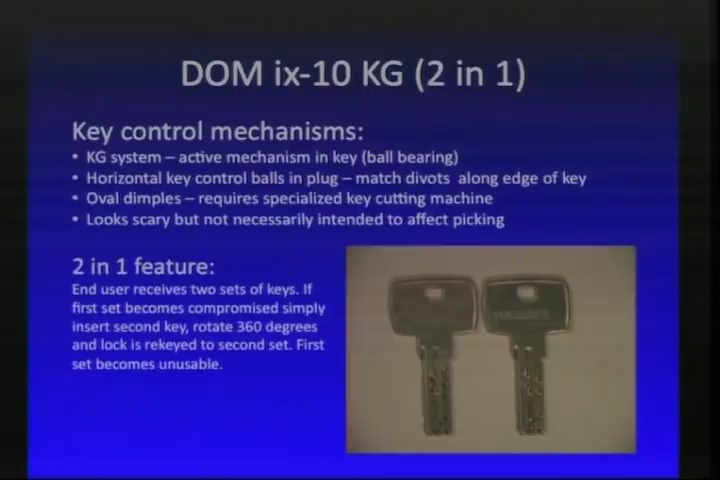 DOM ix-10 KG (2 in 1)
Key control mechanisms:
• KG system – active mechanism in key (ball bearing)
• Horizontal key control balls in plug – match divots along edge of key
• Oval dimples – requires specialized key cutting machine
• Looks scary but not necessarily intended to affect picking
2 in 1 feature:
End user receives two sets of keys. If
first set becomes compromised simply
insert second key, rotate 360 degrees
and lock is rekeyed to second set. First
set becomes unusable.